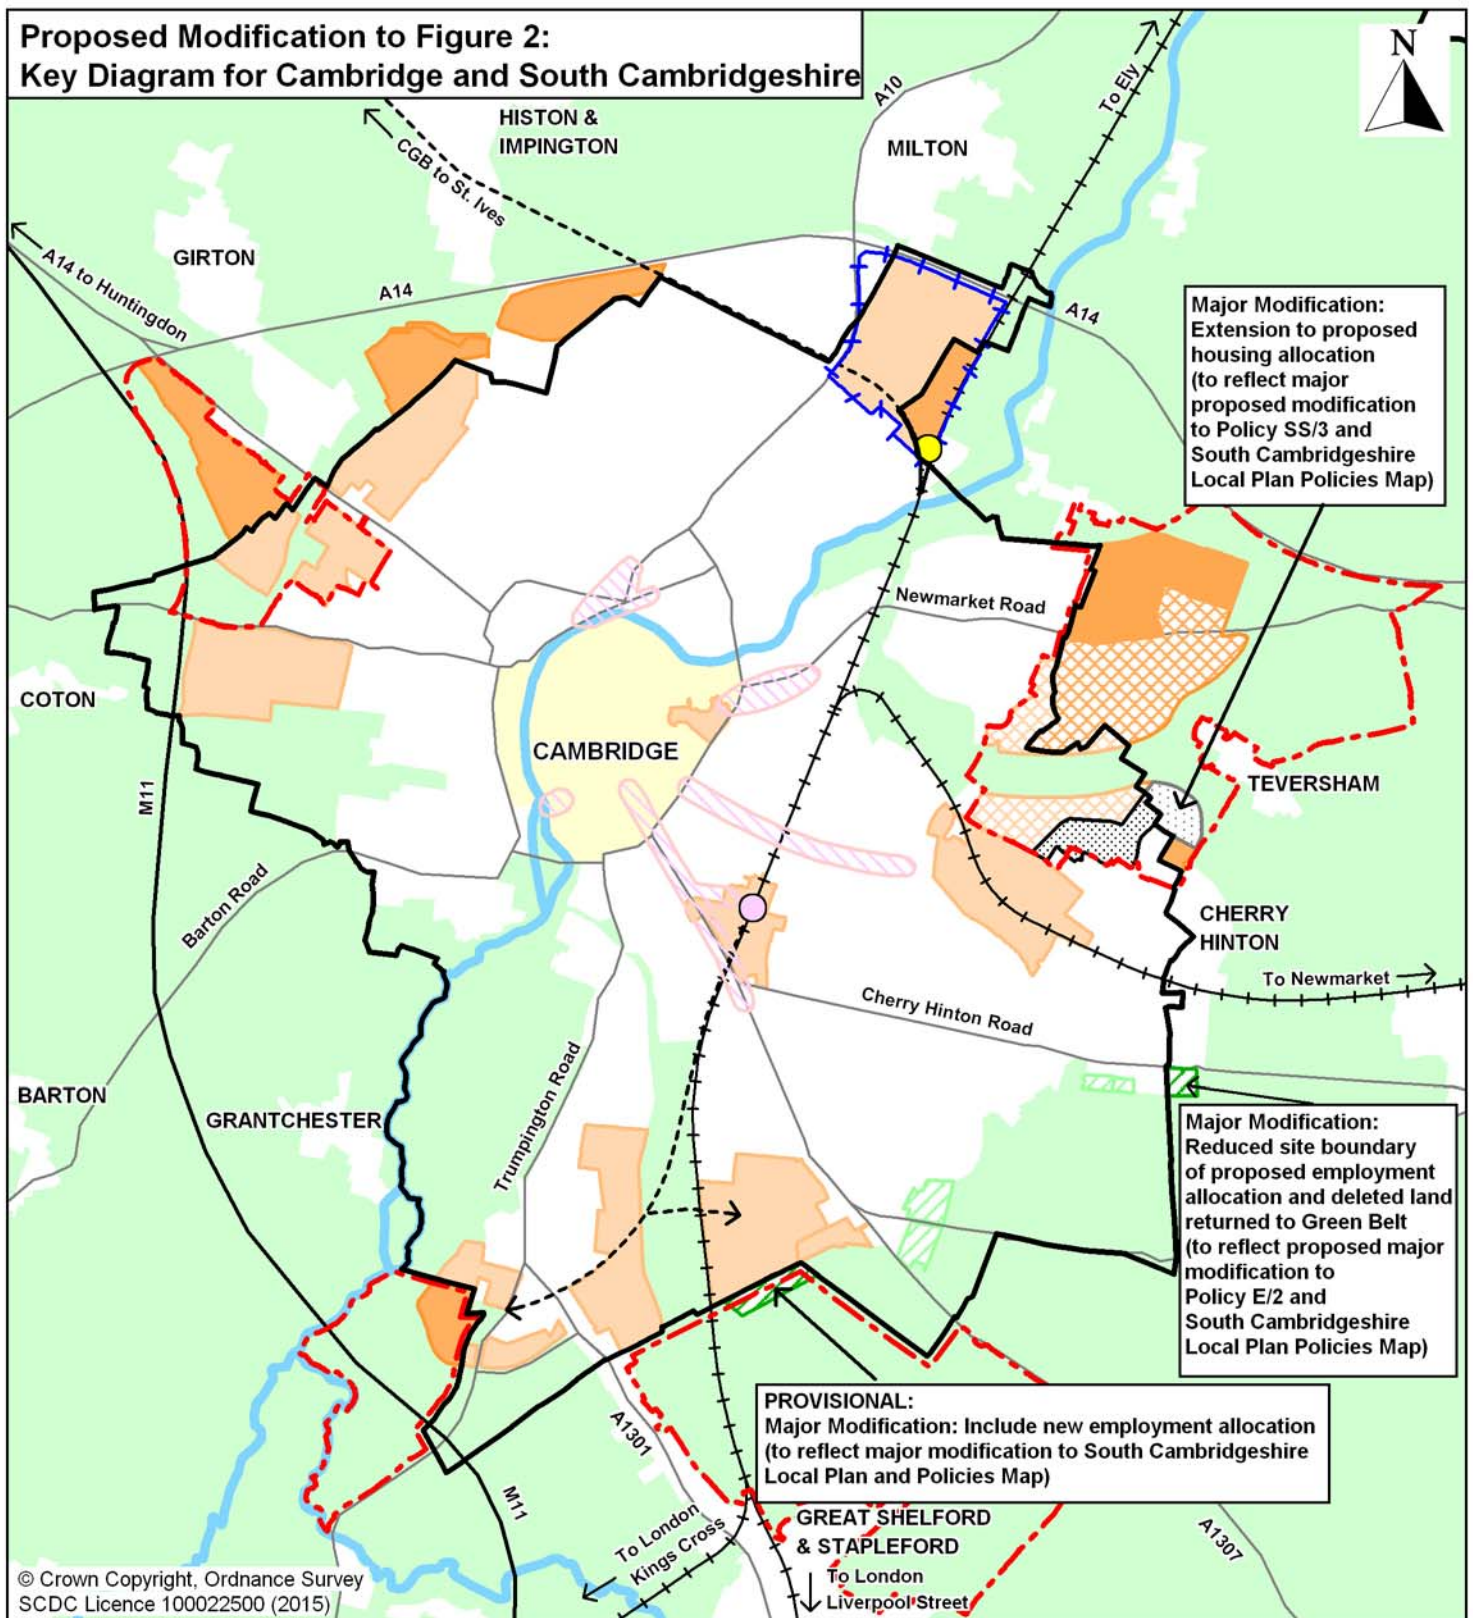 Proposed Modification to Figure 2:
Key Diagram for Cambridge and South Cambridgeshire
N
A10
To Ely
HISTON &
IMPINGTON
MILTON
CGB to St. Ives
GIRTON
A14 to Huntingdon
A14
A14
Major Modification:
Extension to proposed
housing allocation
(to reflect major
proposed modification
to Policy SS/3 and
South Cambridgeshire
Local Plan Policies Map)
Newmarket Road
COTON
CAMBRIDGE
M11
TEVERSHAM
Barton Road
CHERRY
HINTON
To Newmarket
Cherry Hinton Road
BARTON
GRANTCHESTER
Trumpington Road
Major Modification:
Reduced site boundary
of proposed employment
allocation and deleted land
returned to Green Belt
(to reflect proposed major
modification to
Policy E/2 and
South Cambridgeshire
Local Plan Policies Map)
PROVISIONAL:
Major Modification: Include new employment allocation
(to reflect major modification to South Cambridgeshire
Local Plan and Policies Map)
A1301
M11
GREAT SHELFORD
& STAPLEFORD
A1307
To London
Kings Cross
To London
Liverpool Street
© Crown Copyright, Ordnance Survey
SCDC Licence 100022500 (2015)